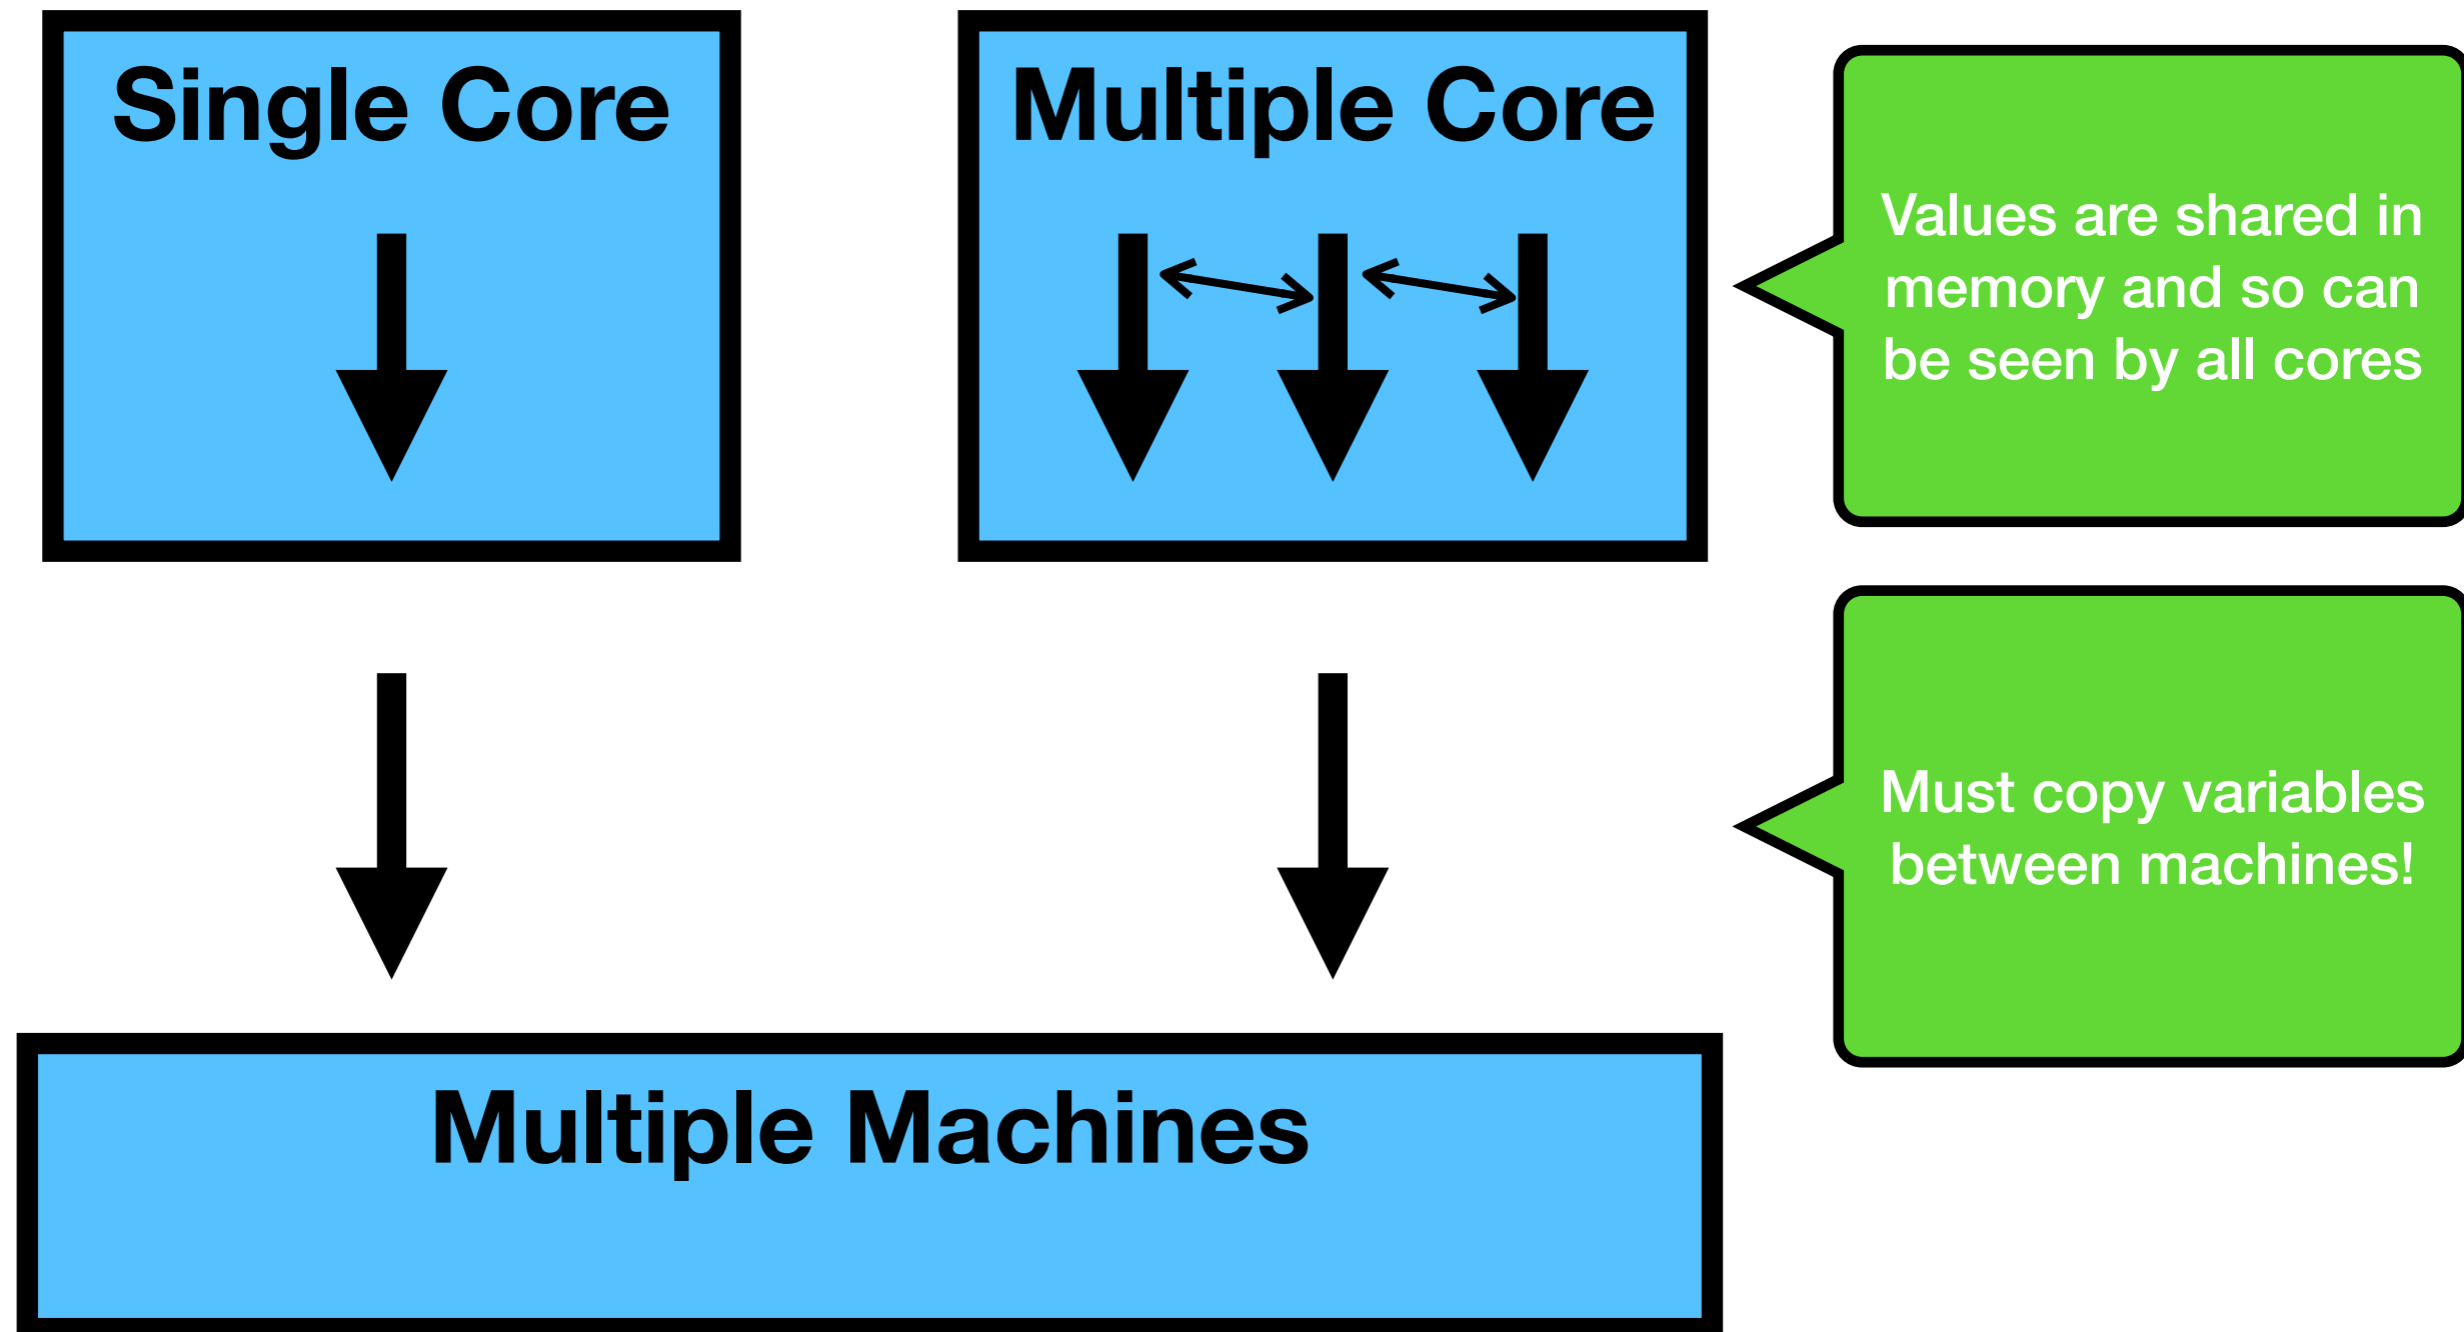 Single Core
Multiple Core
Values are shared in
memory and so can
be seen by all cores
Must copy variables
between machines!
Multiple Machines